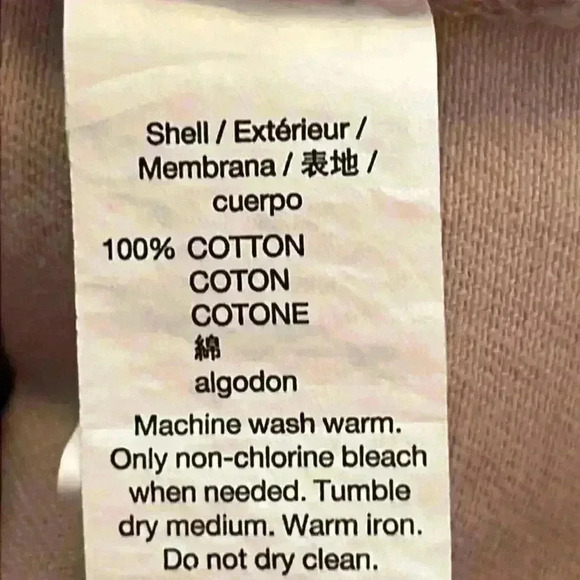 Shell / Extérieur /
Membrana / 表地 /
cuerpo
100% COTTON
COTON
COTONE
綿
algodon
Machine wash warm.
Only non-chlorine bleach
when needed. Tumble
dry medium. Warm iron.
Do not dry clean.